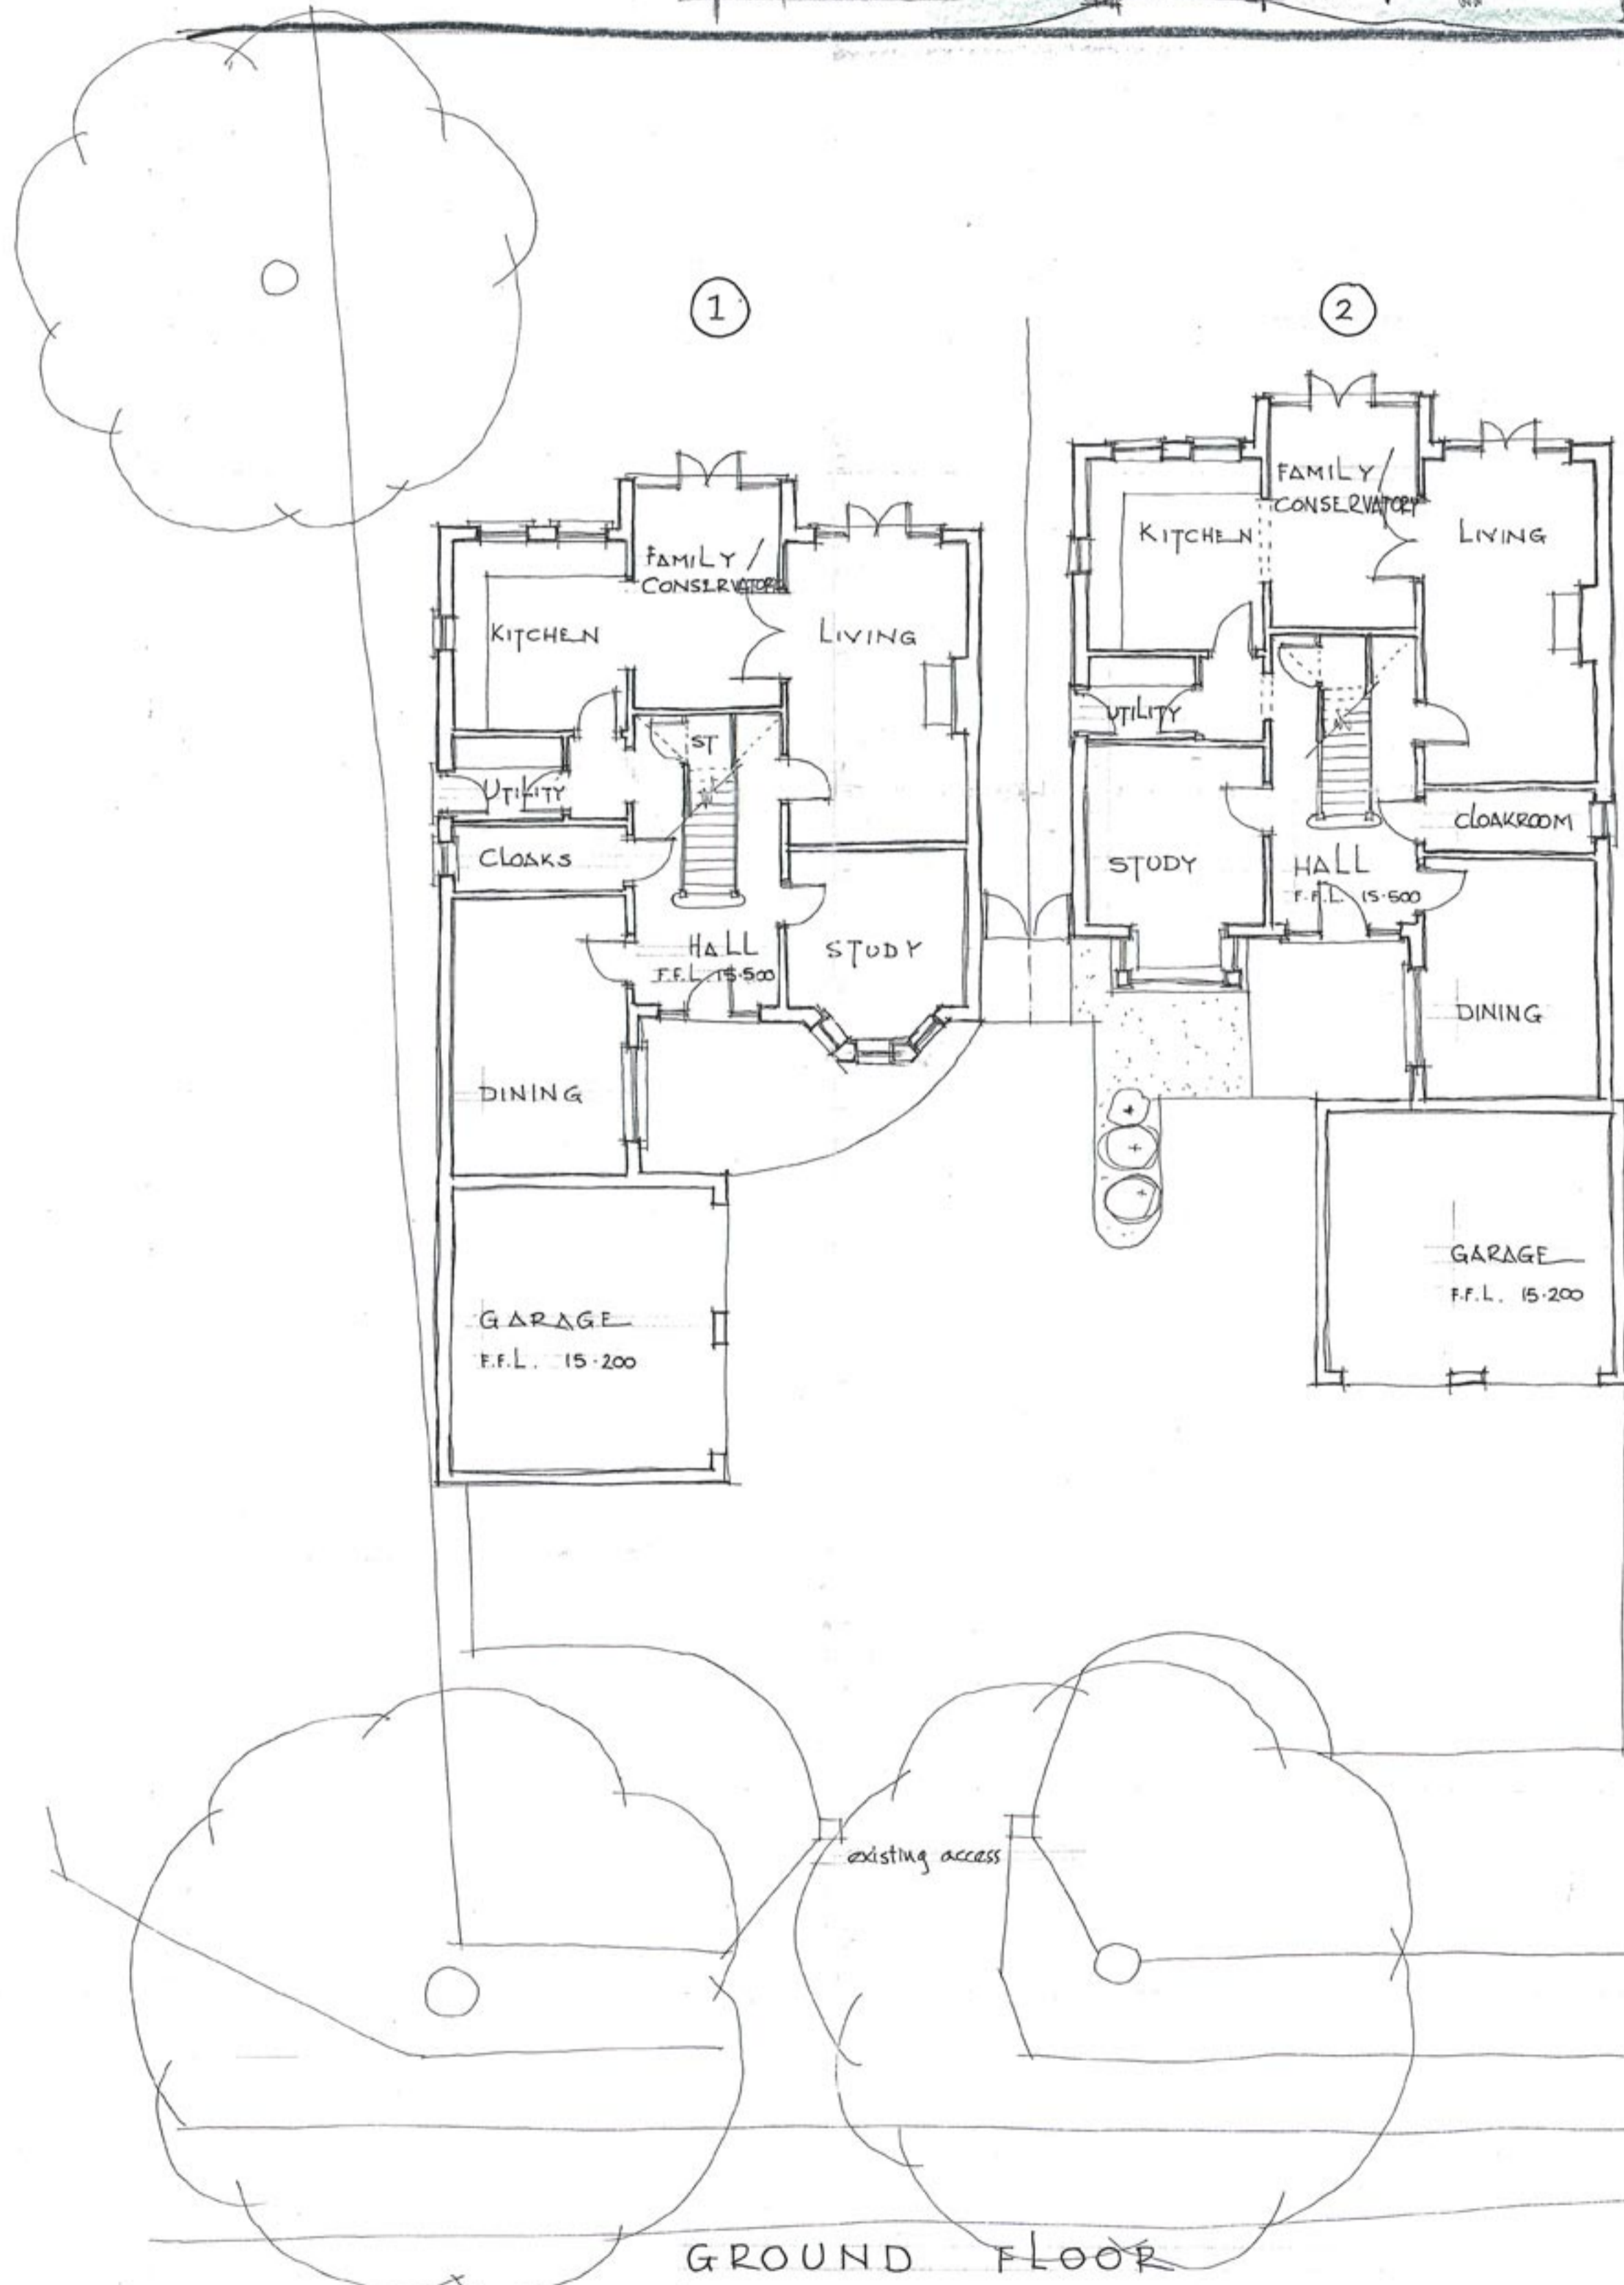 1
2
FAMILY/
CONSERVATORY
KITCHEN
LIVING
ST
UTILITY
CLOAKS
HALL
F.F.L. 15·500
STUDY
DINING
GARAGE
F.F.L. 15·200
FAMILY/
CONSERVATORY
KITCHEN
LIVING
UTILITY
CLOAKROOM
STUDY
HALL
F.F.L. 15·500
DINING
GARAGE
F.F.L. 15·200
existing access
GROUND FLOOR